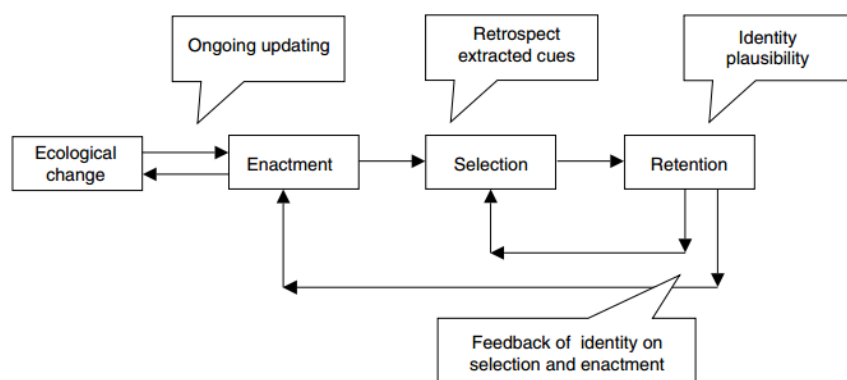 Ongoing updating
Retrospect
extracted cues
Identity
plausibility
Ecological
change
Enactment
Selection
Retention
Feedback of identity on
selection and enactment